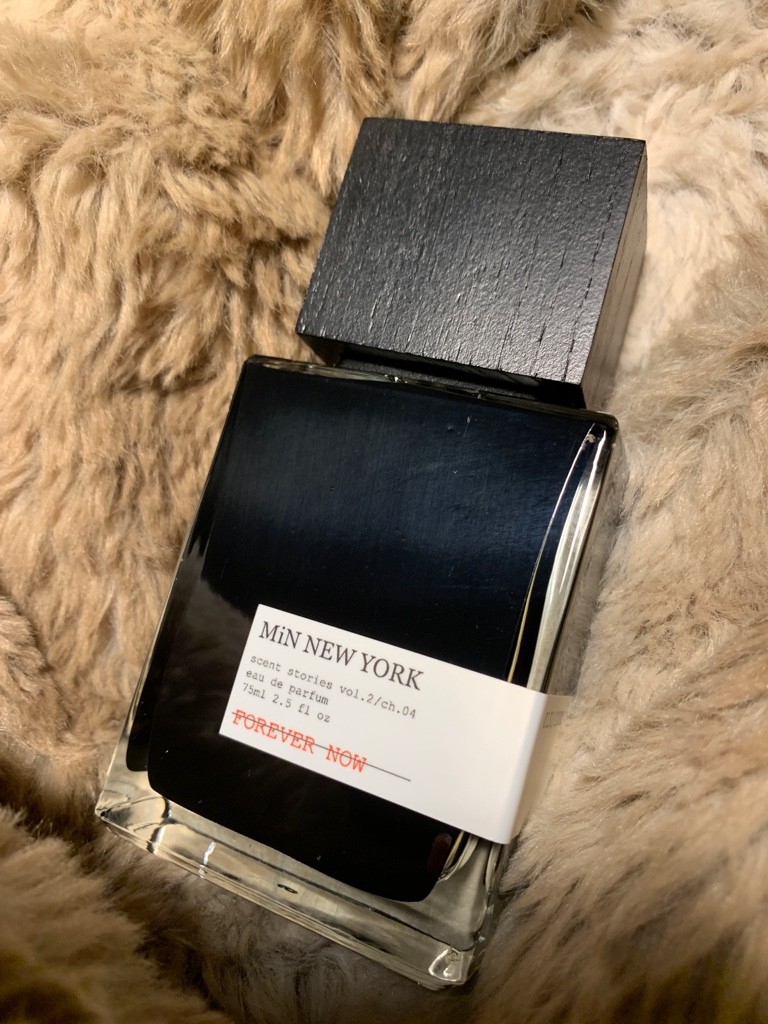 MiN NEW YORK
scent stories vol.2/ch.04
eau de parfum
75ml 2.5 fl oz
FOREVER NOW